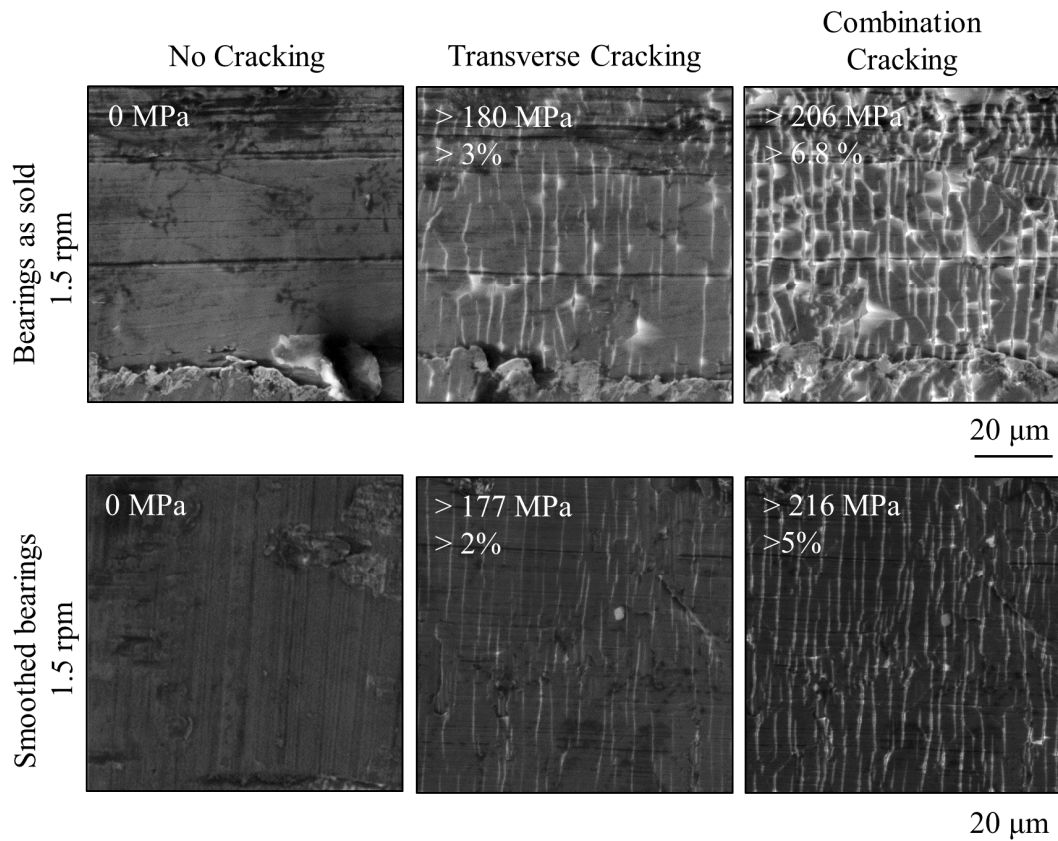 Combination
No Cracking
Transverse Cracking
Cracking
Bearings as sold
1.5 rpm
0 MPa
> 180 MPa
> 3%
> 206 MPa
> 6.8 %
20 μm
Smoothed bearings
1.5 rpm
0 MPa
> 177 MPa
> 2%
> 216 MPa
>5%
20 μm